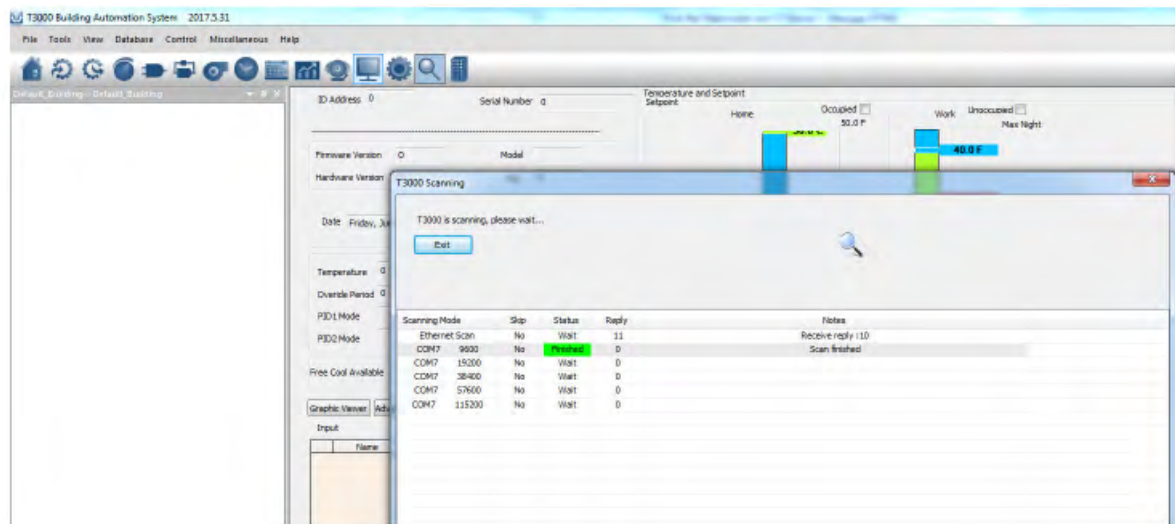 T3000 Building Automation System 2017.5.31
File Tools View Database Control Miscellaneous Help
Default_Building - Default_Building
ID Address 0 Serial Number 0
Temperature and Setpoint
Setpoint
Home Occupied Work Unoccupied
50.0 F Max Night
40.0 F
Firmware Version 0 Model
Hardware Version
T3000 Scanning
T3000 is scanning, please wait...
Exit
Date Friday,
Temperature 0
Override Period 0
PID1 Mode
PID2 Mode
Free Cool Available
Graphic Viewer
Input
Name
Scanning Mode Skip Status Reply Notes
Ethernet Scan No Wait 11 Receive reply :10
COM7 9600 No Finished 0 Scan finished
COM7 19200 No Wait 0
COM7 38400 No Wait 0
COM7 57600 No Wait 0
COM7 115200 No Wait 0